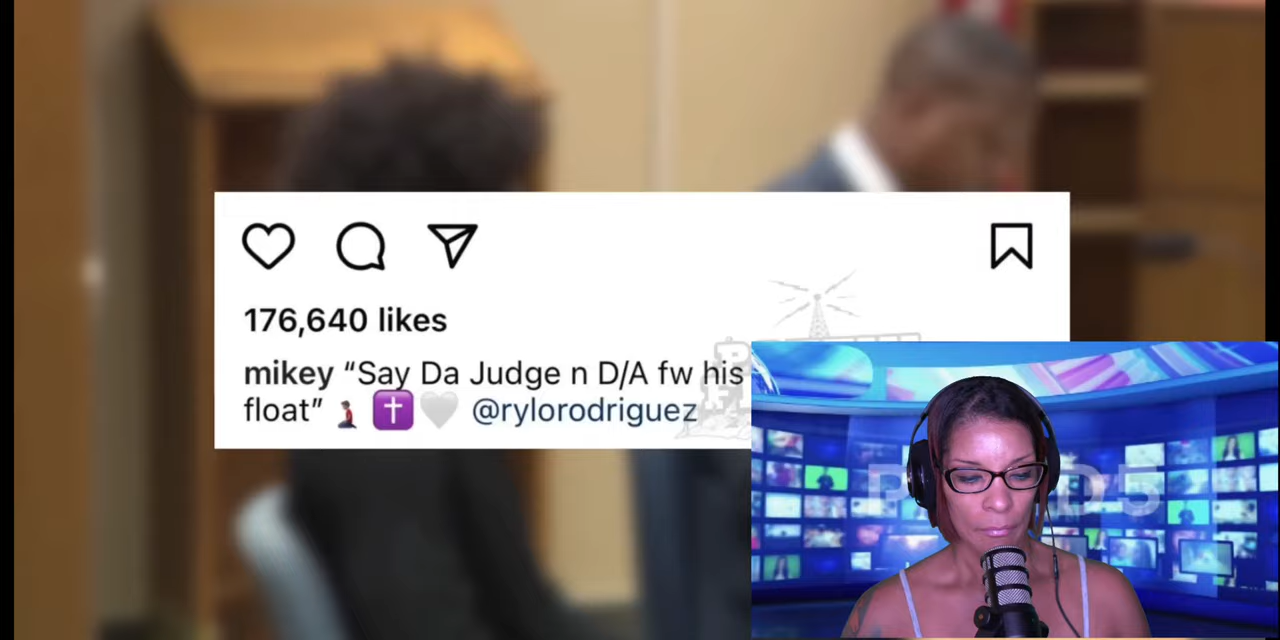 176,640 likes
mikey “Say Da Judge n D/A fw his
float” 🧎🏾‍♂️ ✝️ 🤍 @rylorodriguez